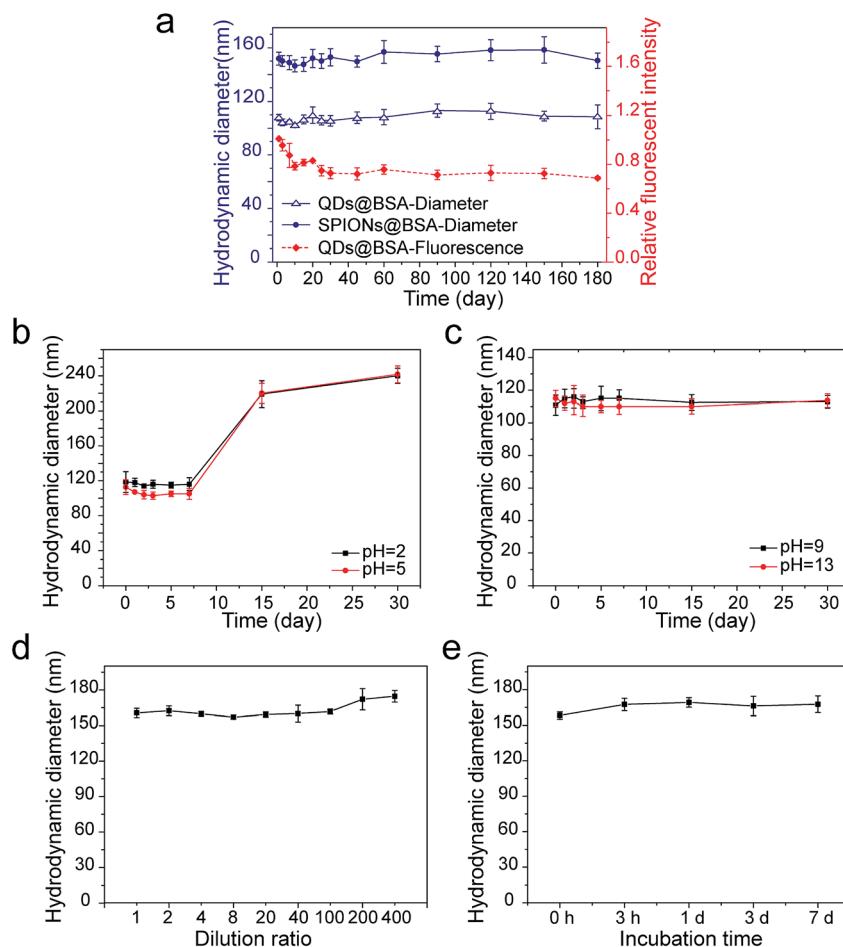 a
Hydrodynamic diameter(nm)
160
120
80
40
0
QDs@BSA-Diameter
SPIONs@BSA-Diameter
QDs@BSA-Fluorescence
1.6
1.2
0.8
0.4
0.0
Relative fluorescent intensity
0 20 40 60 80 100 120 140 160 180
Time (day)
b
Hydrodynamic diameter (nm)
240
200
160
120
80
40
0
pH=2
pH=5
0 5 10 15 20 25 30
Time (day)
c
Hydrodynamic diameter (nm)
140
120
100
80
60
40
20
0
pH=9
pH=13
0 5 10 15 20 25 30
Time (day)
d
Hydrodynamic diameter (nm)
180
150
120
90
60
30
0
1 2 4 8 20 40 100 200 400
Dilution ratio
e
Hydrodynamic diameter (nm)
180
150
120
90
60
30
0
0 h 3 h 1 d 3 d 7 d
Incubation time